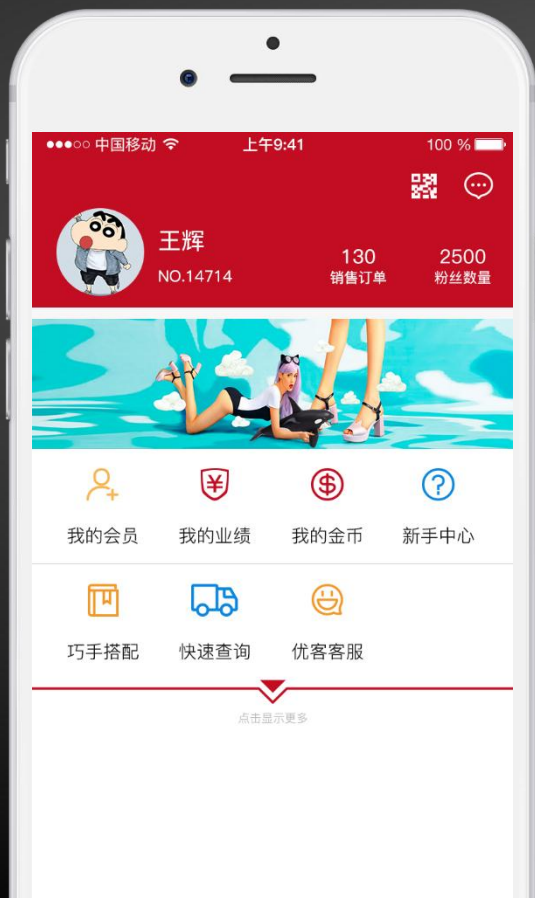 中国移动 上午9:41 100 %
王辉
NO.14714
130 2500
销售订单 粉丝数量
我的会员 我的业绩 我的金币 新手中心
巧手搭配 快速查询 优客客服
点击显示更多